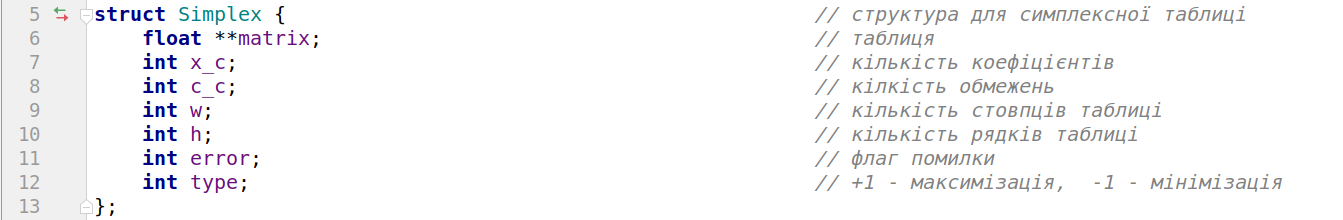 5 struct Simplex { // структура для симплексної таблиці
6 float **matrix; // таблиця
7 int x_c; // кількість коефіцієнтів
8 int c_c; // кілкість обмежень
9 int w; // кількість стовпців таблиці
10 int h; // кількість рядків таблиці
11 int error; // флаг помилки
12 int type; // +1 - максимізація, -1 - мінімізація
13 };